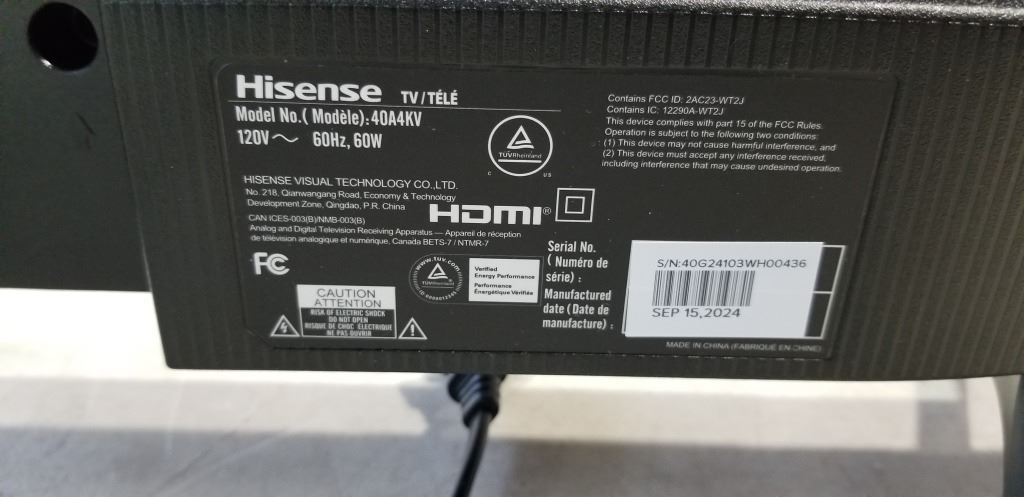 Hisense TV/TÉLÉ
Model No.( Modèle):40A4KV
120V～ 60Hz, 60W
TÜVRheinland
C US
Contains FCC ID: 2AC23-WT2J
Contains IC: 12290A-WT2J
This device complies with part 15 of the FCC Rules.
Operation is subject to the following two conditions:
(1) This device may not cause harmful interference, and
(2) This device must accept any interference received,
including interference that may cause undesired operation.
HISENSE VISUAL TECHNOLOGY CO.,LTD.
No. 218, Qianwangang Road, Economy & Technology
Development Zone, Qingdao, P.R. China
HDMI®
CAN ICES-003(B)/NMB-003(B)
Analog and Digital Television Receiving Apparatus — Appareil de réception
de télévision analogique et numérique, Canada BETS-7 / NTMR-7
FC
www.tuv.com
TÜVRheinland
Verified
Energy Performance
Performance
Énergétique Vérifiée
CAUTION
ATTENTION
RISK OF ELECTRIC SHOCK
DO NOT OPEN
RISQUE DE CHOC ELECTRIQUE
NE PAS OUVRIR
Serial No.
( Numéro de
série) :
Manufactured
date (Date de
manufacture) :
S/N:40G24103WH00436
SEP 15,2024
MADE IN CHINA (FABRIQUÉ EN CHINE)